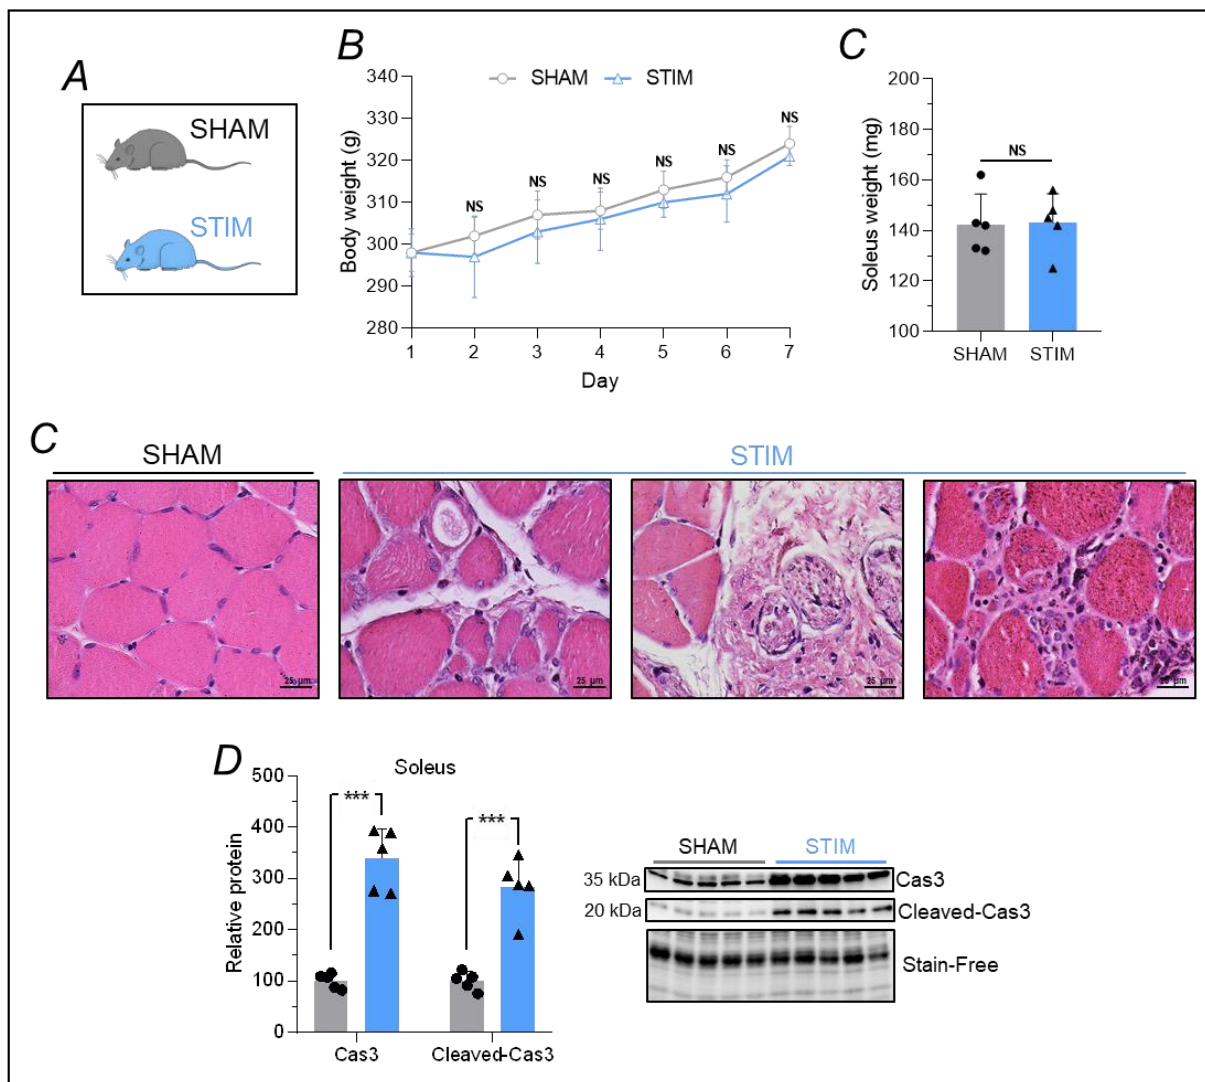 A
SHAM
STIM
B
SHAM
STIM
Body weight (g)
340
330
320
310
300
290
280
NS
NS
NS
NS
NS
NS
1
2
3
4
5
6
7
Day
C
Soleus weight (mg)
200
180
160
140
120
100
NS
SHAM
STIM
C
SHAM
STIM
25 µm
25 µm
25 µm
25 µm
D
Soleus
Relative protein
500
400
300
200
100
0
***
***
Cas3
Cleaved-Cas3
SHAM
STIM
35 kDa
Cas3
20 kDa
Cleaved-Cas3
Stain-Free